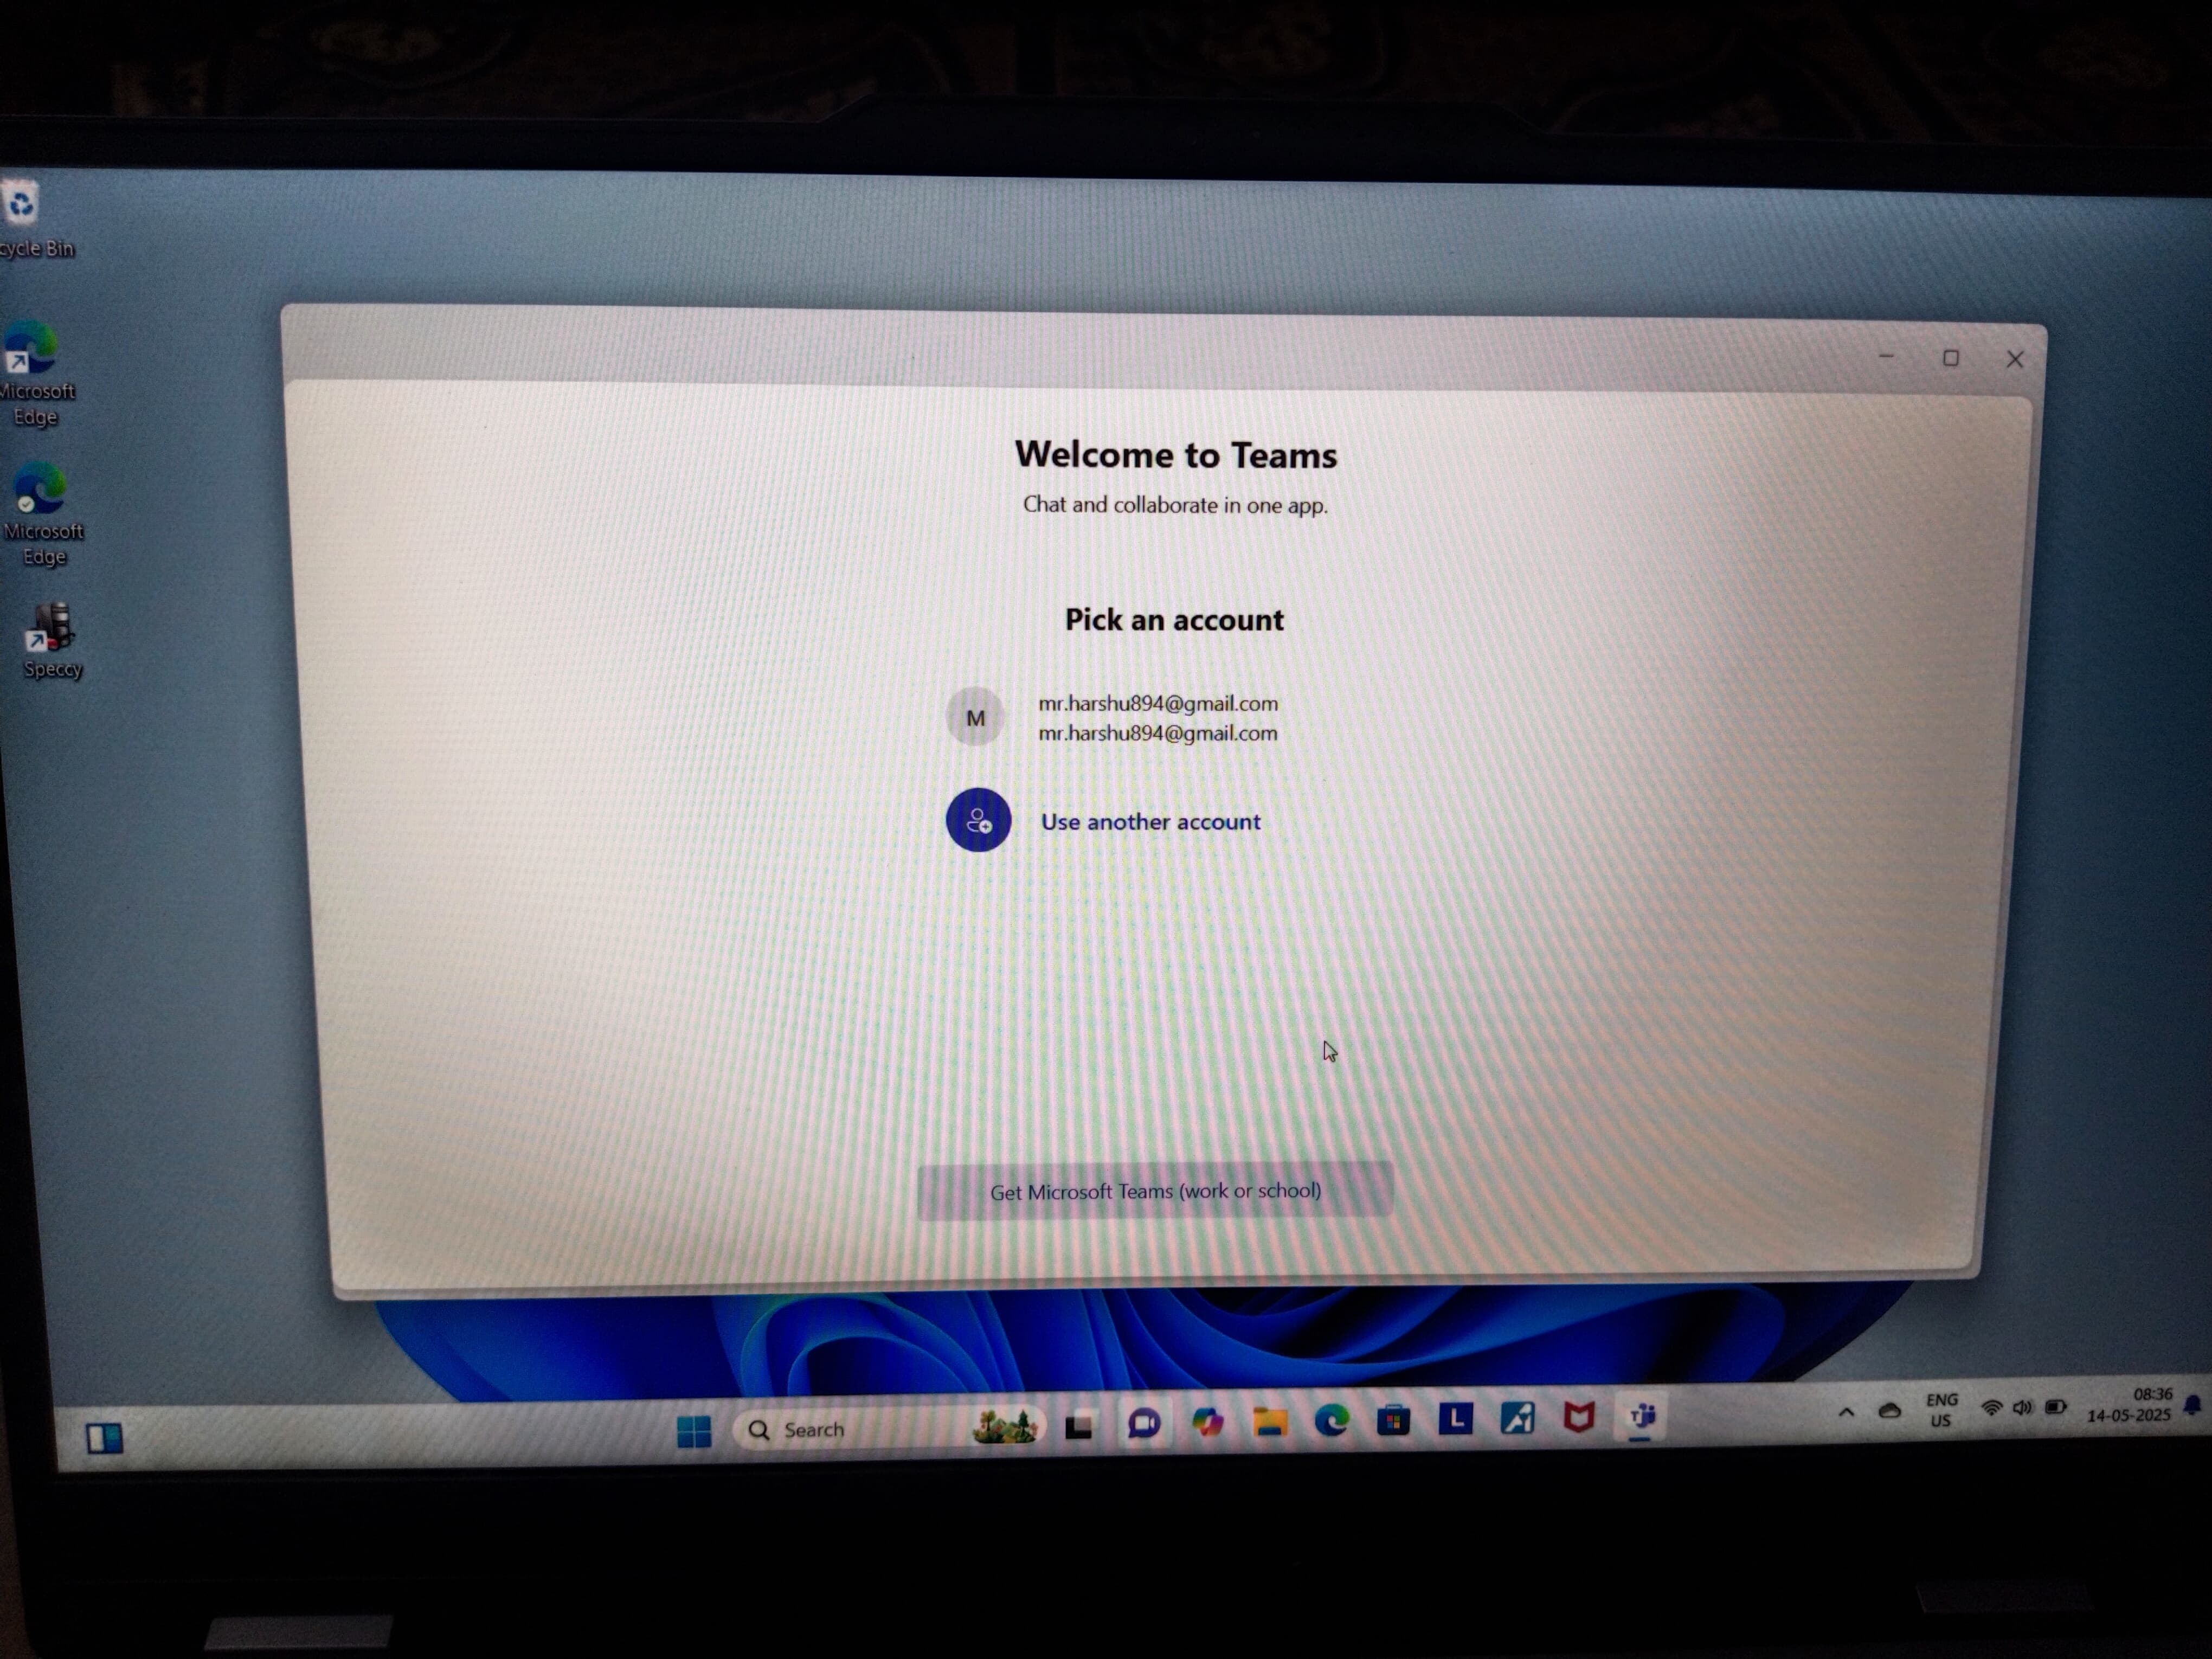 cycle Bin
Microsoft
Edge
Microsoft
Edge
Speccy
Welcome to Teams
Chat and collaborate in one app.
Pick an account
M
mr.harshu894@gmail.com
mr.harshu894@gmail.com
Use another account
Get Microsoft Teams (work or school)
Search
L
ENG
US
08:36
14-05-2025